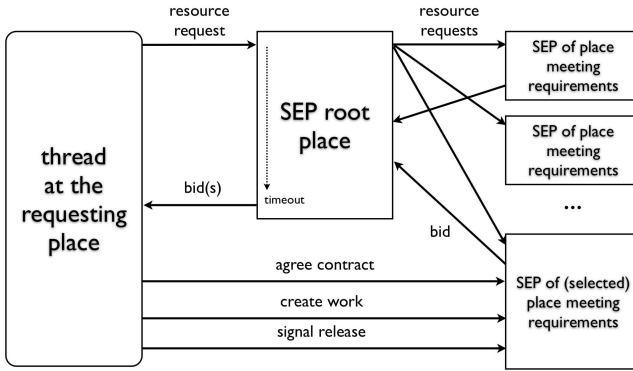 thread
at the
requesting
place
resource
request
SEP root
place
timeout
bid(s)
resource
requests
SEP of place
meeting
requirements
SEP of place
meeting
requirements
...
bid
SEP of (selected)
place meeting
requirements
agree contract
create work
signal release